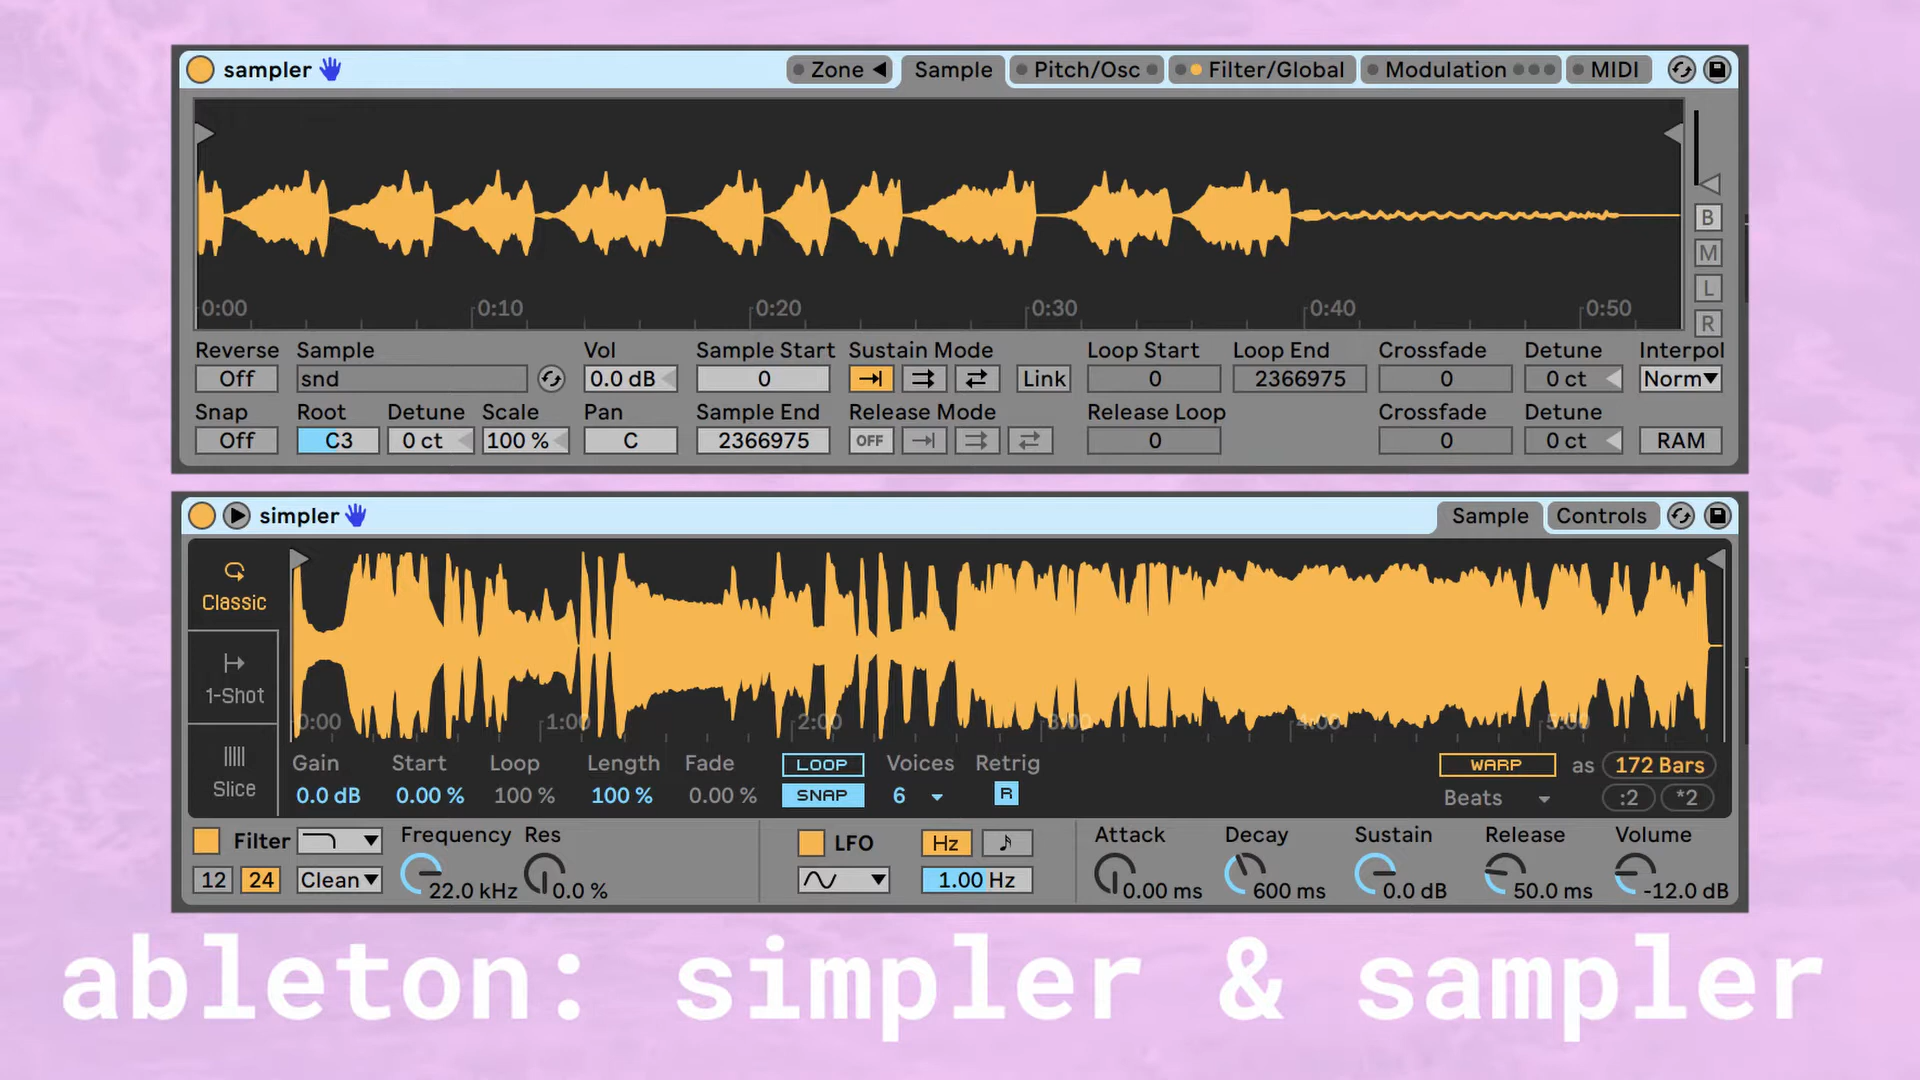 sampler Zone Sample Pitch/Osc Filter/Global Modulation MIDI
B
M
L
R
0:00 0:10 0:20 0:30 0:40 0:50
Reverse Sample Vol Sample Start Sustain Mode Loop Start Loop End Crossfade Detune Interpol
Off snd 0.0 dB 0 Link 0 2366975 0 0 ct Norm
Snap Root Detune Scale Pan Sample End Release Mode Release Loop Crossfade Detune
Off C3 0 ct 100 % C 2366975 OFF 0 0 0 ct RAM
simpler Sample Controls
Classic
1-Shot
Slice
0:00 1:00 2:00 3:00 4:00 5:00
Gain Start Loop Length Fade LOOP Voices Retrig WARP as 172 Bars
0.0 dB 0.00 % 100 % 100 % 0.00 % SNAP 6 R Beats :2 *2
Filter Frequency Res LFO Hz Attack Decay Sustain Release Volume
12 24 Clean 22.0 kHz 0.0 % 1.00 Hz 0.00 ms 600 ms 0.0 dB 50.0 ms -12.0 dB
ableton: simpler & sampler